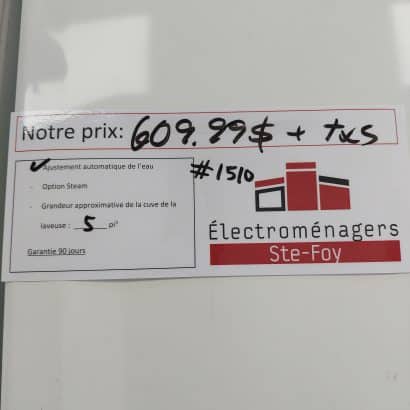 Notre prix: 609.99$ + txs
✓ Ajustement automatique de l'eau
- Option Steam
- Grandeur approximative de la cuve de la
laveuse : 5 pi³
Garantie 90 jours
#1510
Électroménagers
Ste-Foy